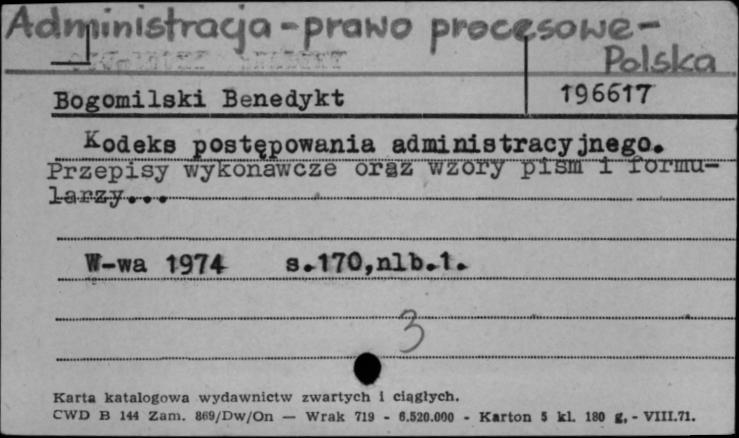 Administracja - prawo procesowe -
Polska
Bogomilski Benedykt
196617
Kodeks postępowania administracyjnego.
Przepisy wykonawcze oraz wzory pism i formu-
larzy...
W-wa 1974 s.170,nlb.1.
3
Karta katalogowa wydawnictw zwartych i ciągłych.
CWD B 144 Zam. 869/Dw/On — Wrak 719 - 6.520.000 - Karton 5 kl. 180 g. - VIII.71.